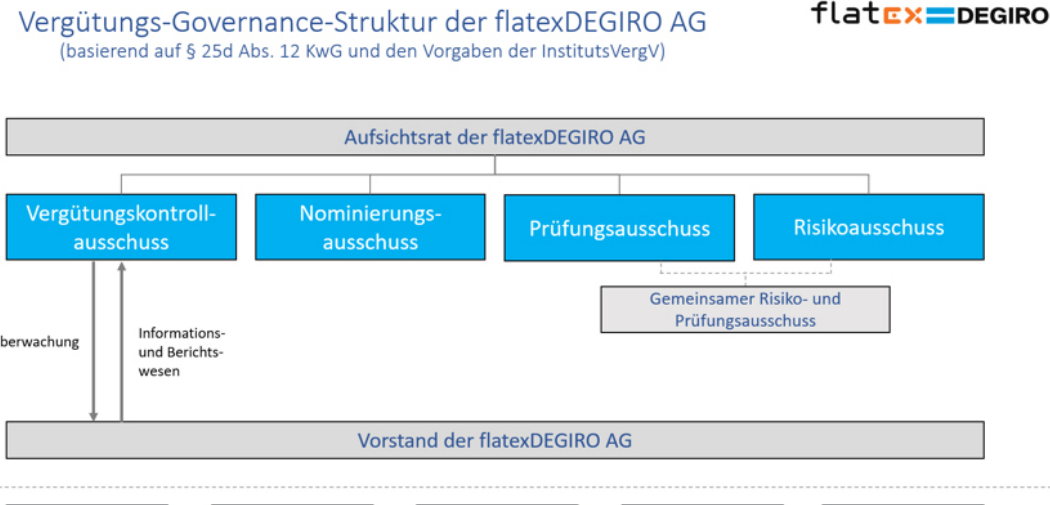 Vergütungs-Governance-Struktur der flatexDEGIRO AG
flatEX=DEGIRO
(basierend auf § 25d Abs. 12 KwG und den Vorgaben der InstitutsVergV)
Aufsichtsrat der flatexDEGIRO AG
Vergütungskontroll-
ausschuss
Nominierungs-
ausschuss
Prüfungsausschuss
Risikoausschuss
Gemeinsamer Risiko- und
Prüfungsausschuss
berwachung
Informations-
und Berichts-
wesen
Vorstand der flatexDEGIRO AG